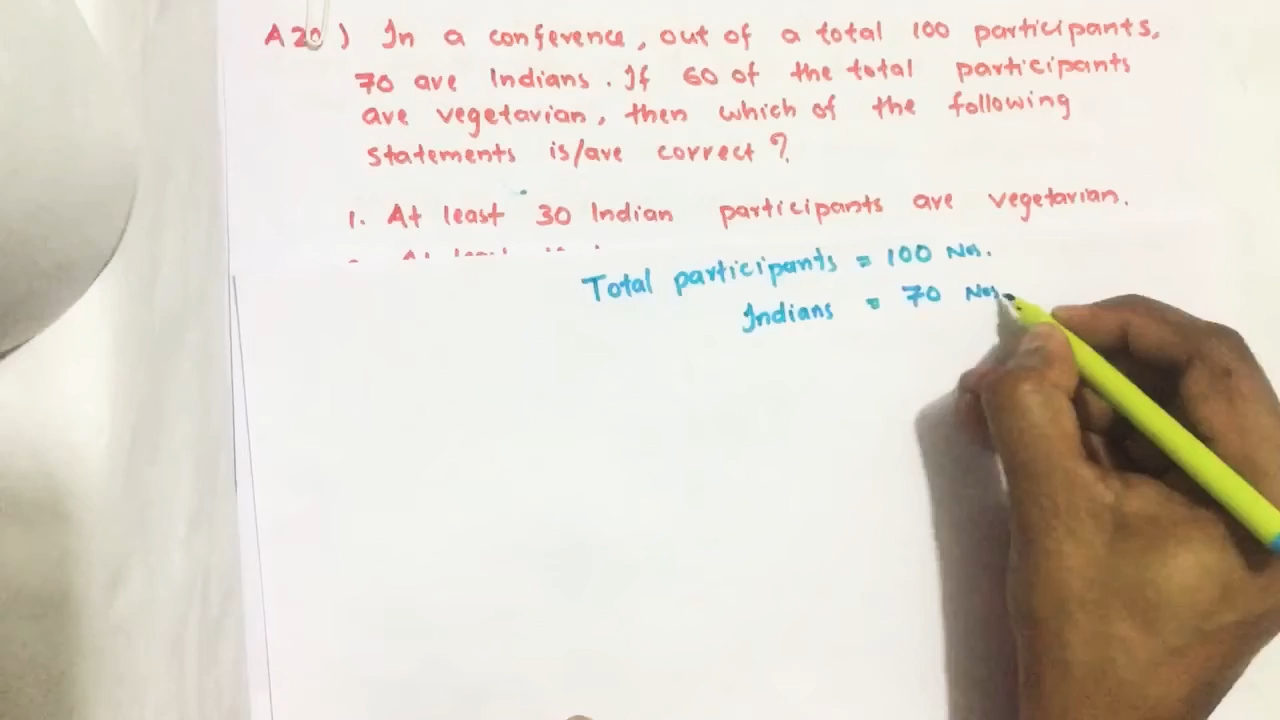 A20) In a conference, out of a total 100 participants,
70 are Indians. If 60 of the total participants
are vegetarian, then which of the following
statements is/are correct?
1. At least 30 Indian participants are vegetarian.
Total participants = 100 Nos.
Indians = 70 Nos